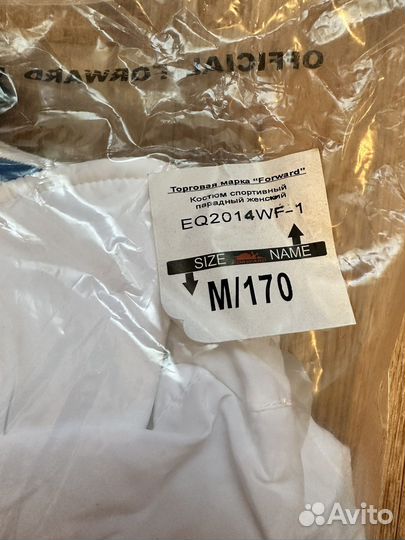 OFFICIAL FORWARD
Торговая марка "Forward"
Костюм спортивный
парадный женский
EQ2014WF-1
SIZE NAME
M/170
Avito